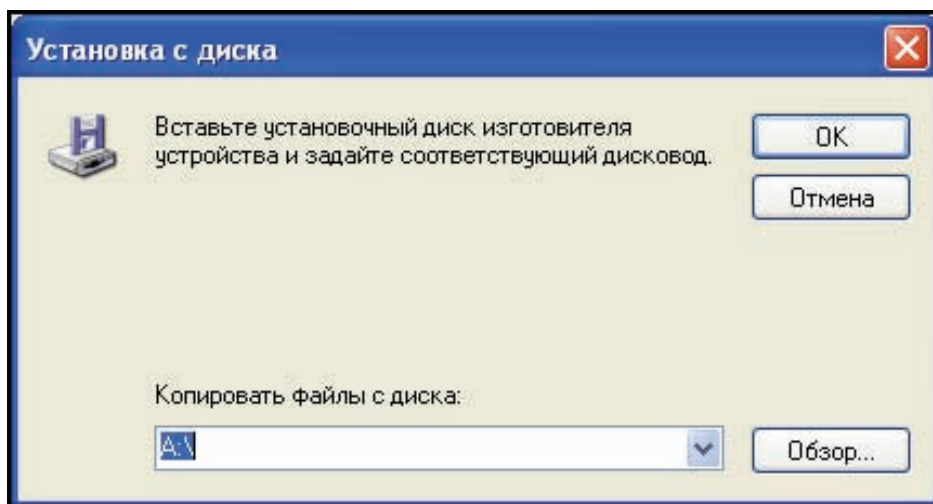 Установка с диска
Вставьте установочный диск изготовителя
устройства и задайте соответствующий дисковод.
OK
Отмена
Копировать файлы с диска:
A:\
Обзор...